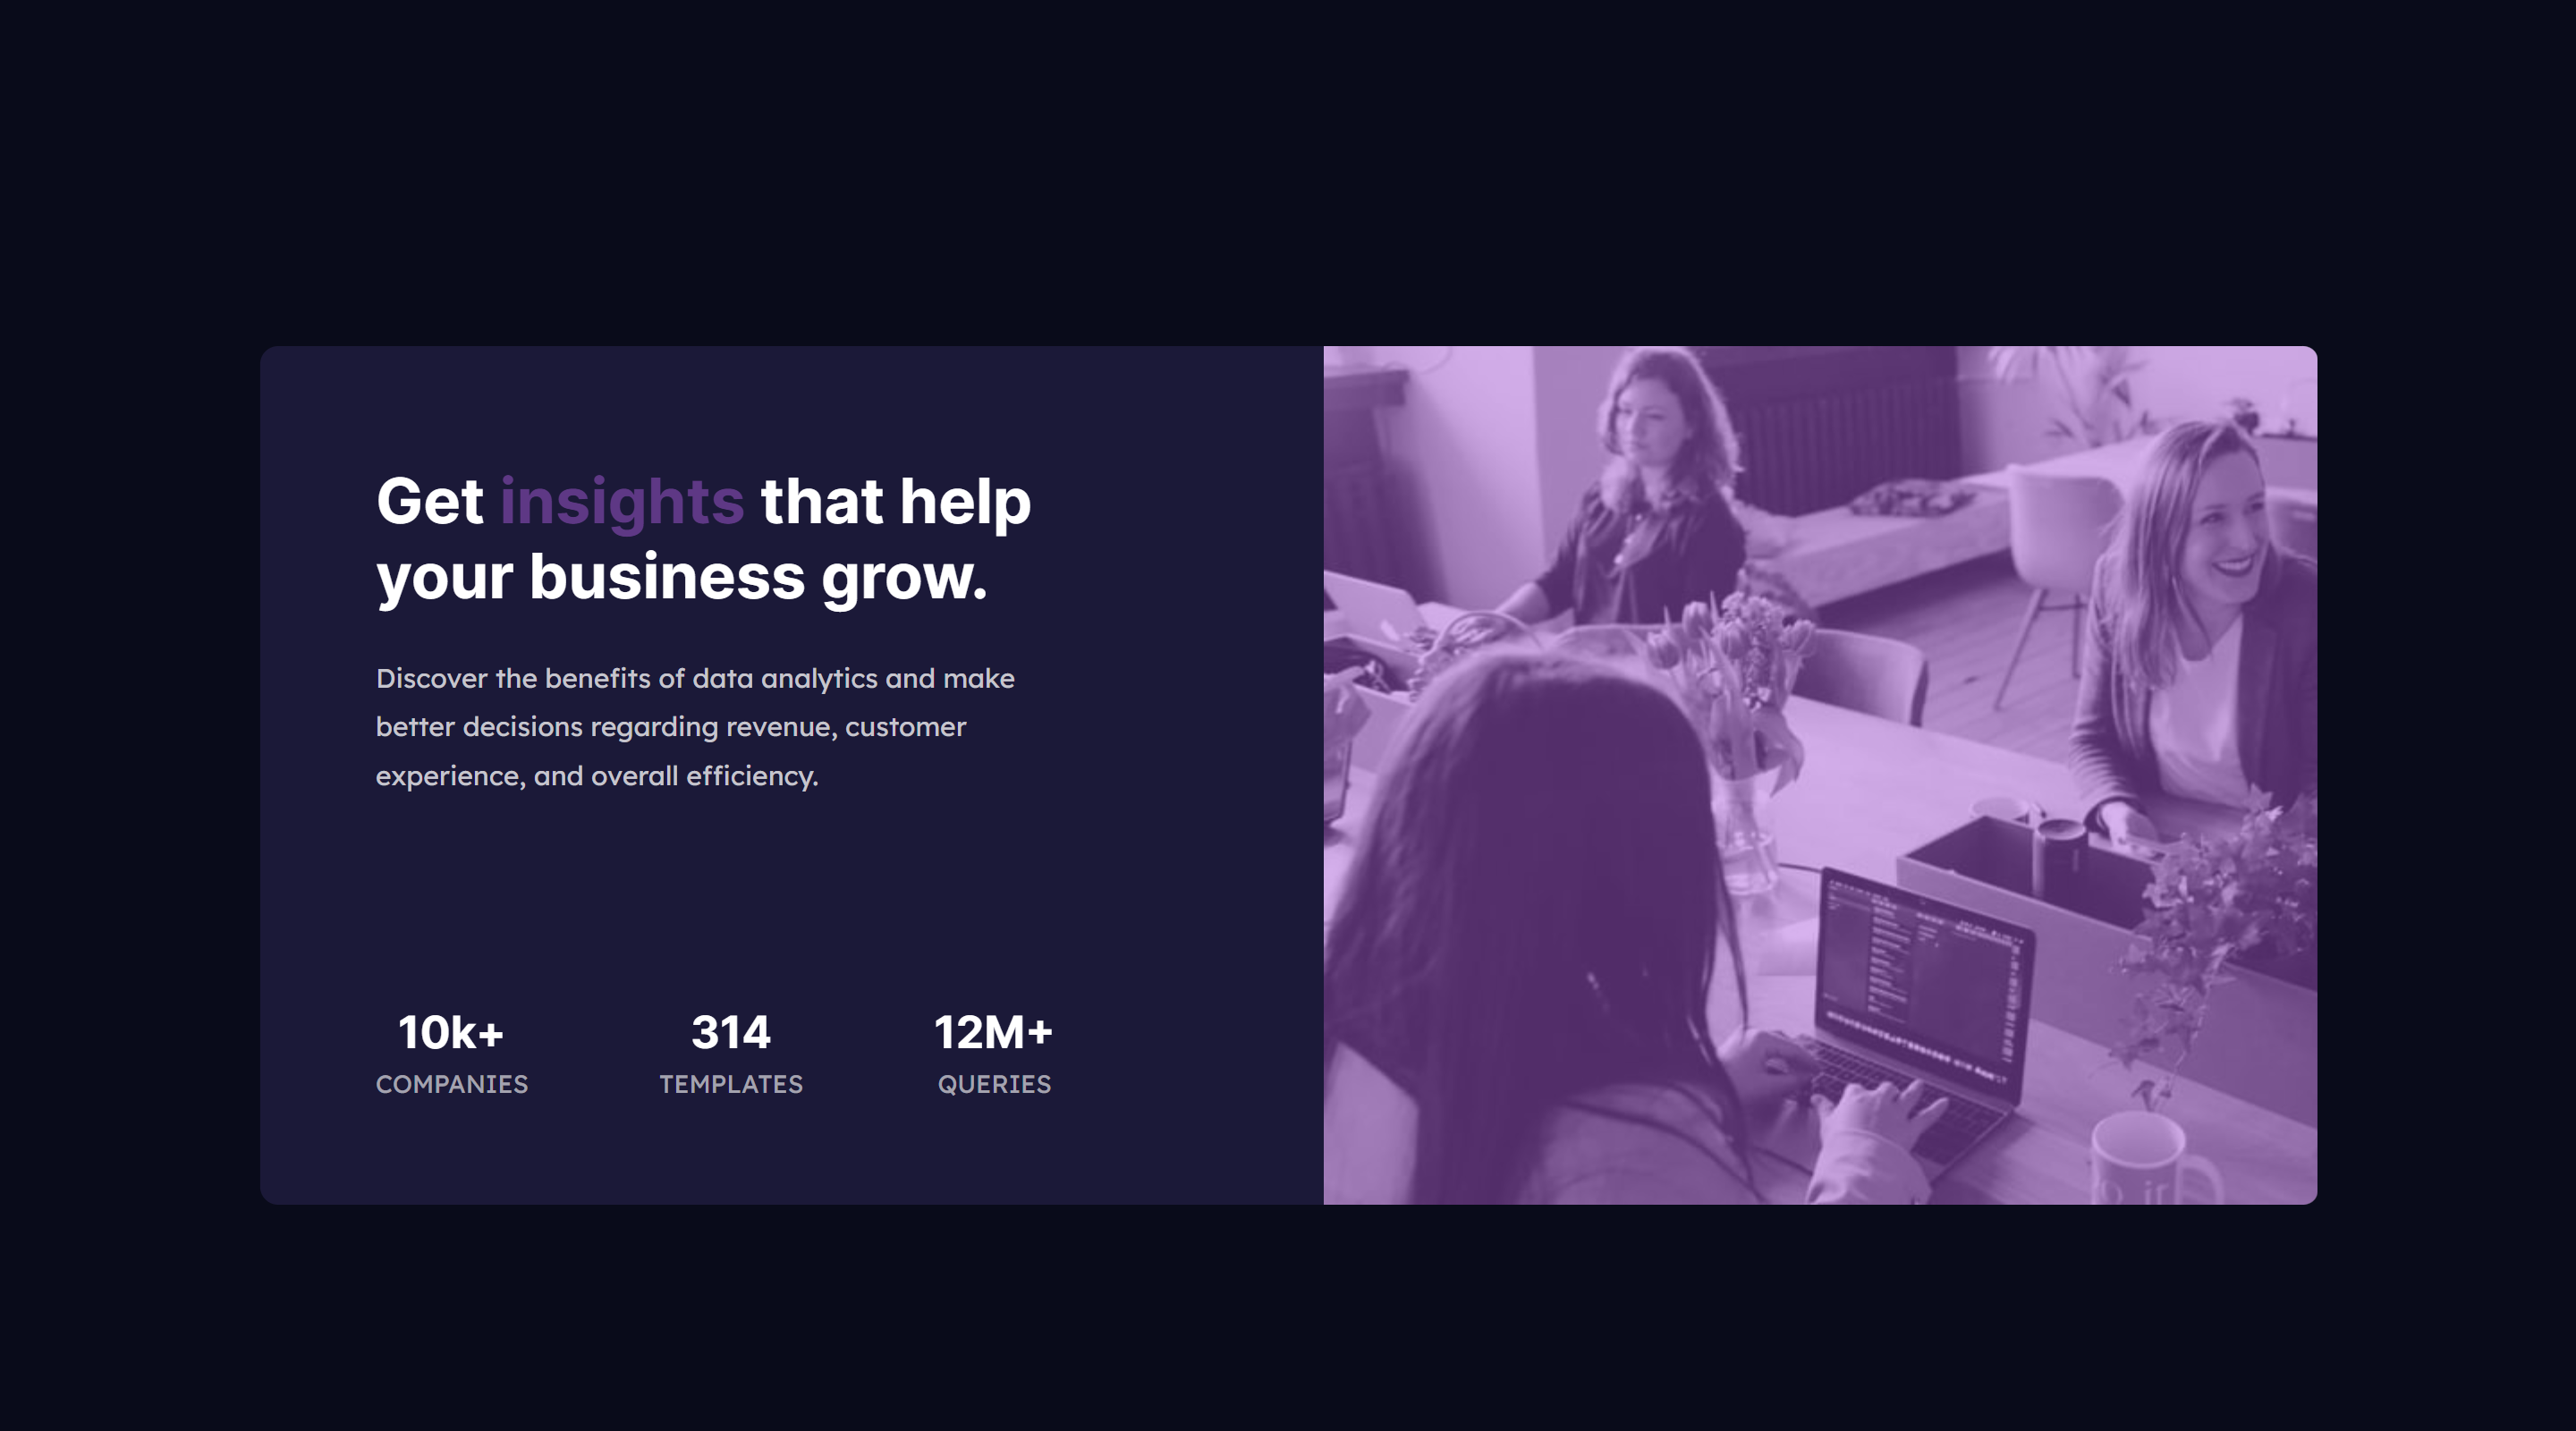 Get insights that help
your business grow.
Discover the benefits of data analytics and make
better decisions regarding revenue, customer
experience, and overall efficiency.
10k+
COMPANIES
314
TEMPLATES
12M+
QUERIES